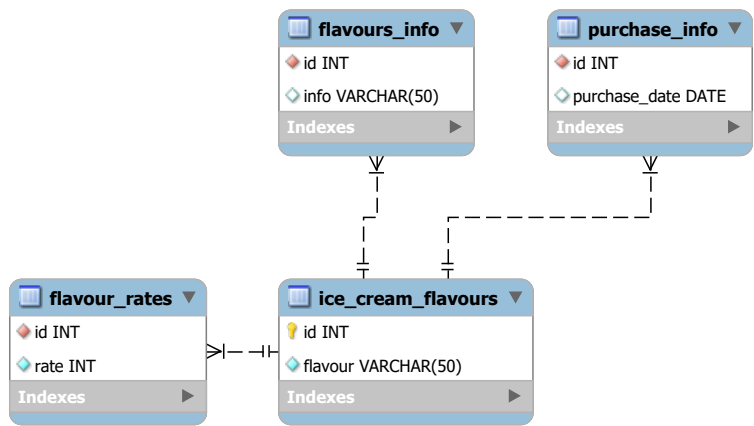 flavours_info
id INT
info VARCHAR(50)
Indexes
purchase_info
id INT
purchase_date DATE
Indexes
flavour_rates
id INT
rate INT
Indexes
ice_cream_flavours
id INT
flavour VARCHAR(50)
Indexes